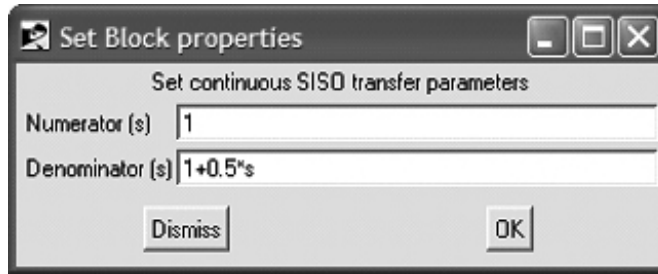 Set Block properties
Set continuous SISO transfer parameters
Numerator (s) 1
Denominator (s) 1+0.5*s
Dismiss OK